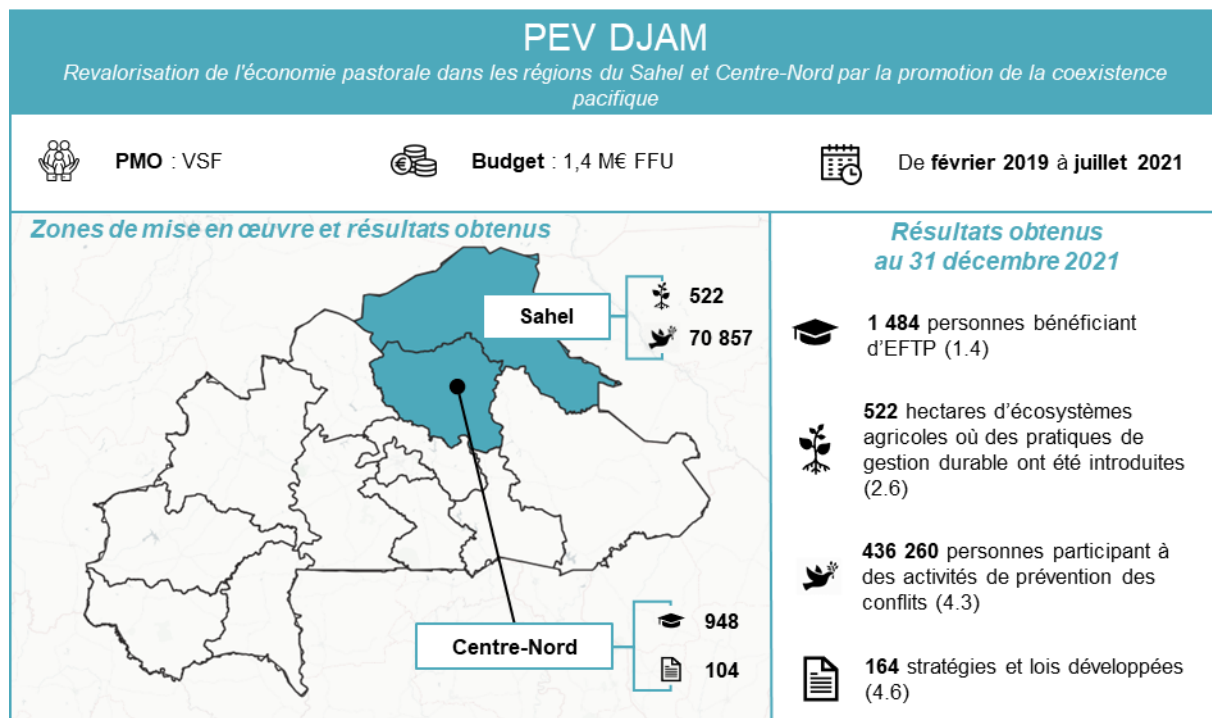 PEV DJAM
Revalorisation de l'économie pastorale dans les régions du Sahel et Centre-Nord par la promotion de la coexistence
pacifique
PMO : VSF
Budget : 1,4 M€ FFU
De février 2019 à juillet 2021
Zones de mise en œuvre et résultats obtenus
Sahel
522
70 857
Centre-Nord
948
104
Résultats obtenus
au 31 décembre 2021
1 484 personnes bénéficiant
d'EFTP (1.4)
522 hectares d'écosystèmes
agricoles où des pratiques de
gestion durable ont été introduites
(2.6)
436 260 personnes participant à
des activités de prévention des
conflits (4.3)
164 stratégies et lois développées
(4.6)